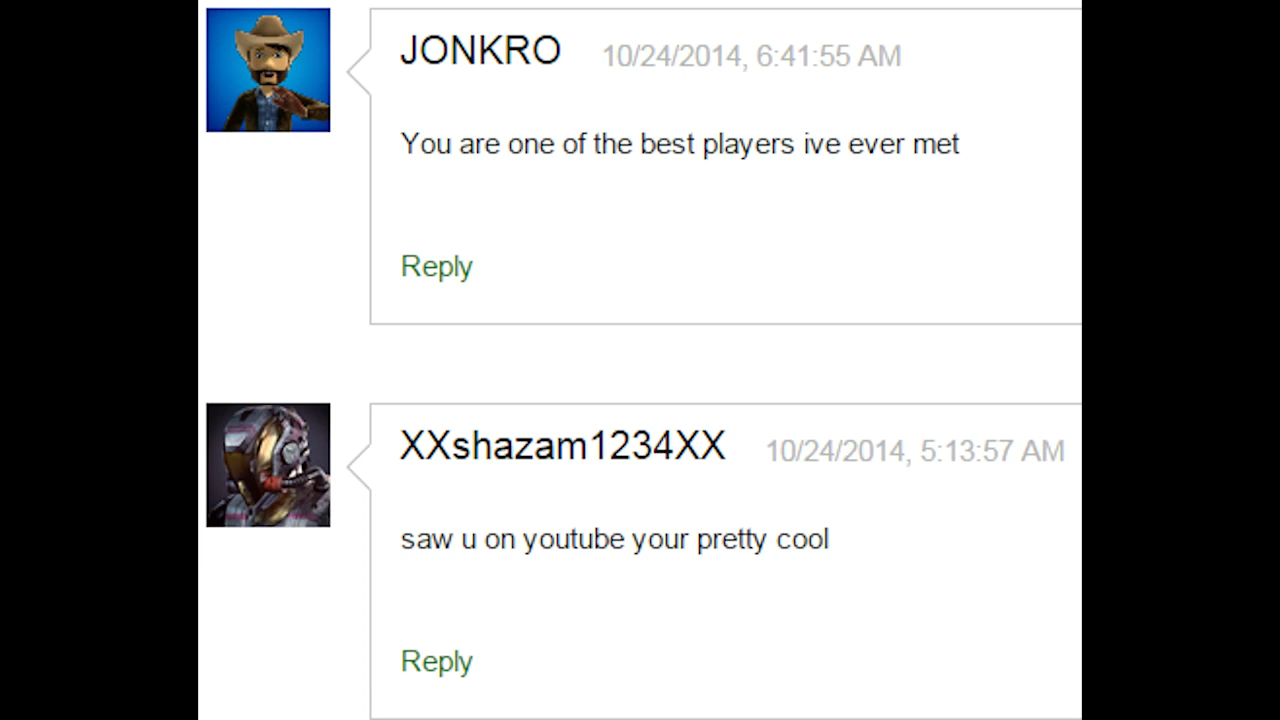 JONKRO 10/24/2014, 6:41:55 AM
You are one of the best players ive ever met
Reply
XXshazam1234XX 10/24/2014, 5:13:57 AM
saw u on youtube your pretty cool
Reply